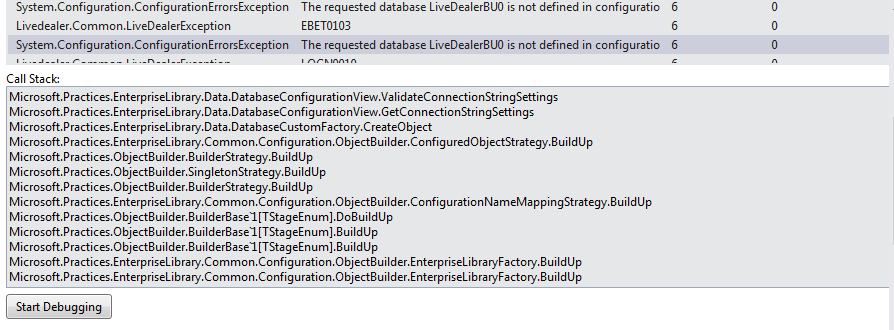 System.Configuration.ConfigurationErrorsException The requested database LiveDealerBU0 is not defined in configuratio 6 0
Livedealer.Common.LiveDealerException EBET0103 6 0
System.Configuration.ConfigurationErrorsException The requested database LiveDealerBU0 is not defined in configuratio 6 0
Livedealer.Common.LiveDealerException LOGN0010 6 0
Call Stack:
Microsoft.Practices.EnterpriseLibrary.Data.DatabaseConfigurationView.ValidateConnectionStringSettings
Microsoft.Practices.EnterpriseLibrary.Data.DatabaseConfigurationView.GetConnectionStringSettings
Microsoft.Practices.EnterpriseLibrary.Data.DatabaseCustomFactory.CreateObject
Microsoft.Practices.EnterpriseLibrary.Common.Configuration.ObjectBuilder.ConfiguredObjectStrategy.BuildUp
Microsoft.Practices.ObjectBuilder.BuilderStrategy.BuildUp
Microsoft.Practices.ObjectBuilder.SingletonStrategy.BuildUp
Microsoft.Practices.ObjectBuilder.BuilderStrategy.BuildUp
Microsoft.Practices.EnterpriseLibrary.Common.Configuration.ObjectBuilder.ConfigurationNameMappingStrategy.BuildUp
Microsoft.Practices.ObjectBuilder.BuilderBase`1[TStageEnum].DoBuildUp
Microsoft.Practices.ObjectBuilder.BuilderBase`1[TStageEnum].BuildUp
Microsoft.Practices.ObjectBuilder.BuilderBase`1[TStageEnum].BuildUp
Microsoft.Practices.EnterpriseLibrary.Common.Configuration.ObjectBuilder.EnterpriseLibraryFactory.BuildUp
Microsoft.Practices.EnterpriseLibrary.Common.Configuration.ObjectBuilder.EnterpriseLibraryFactory.BuildUp
Start Debugging